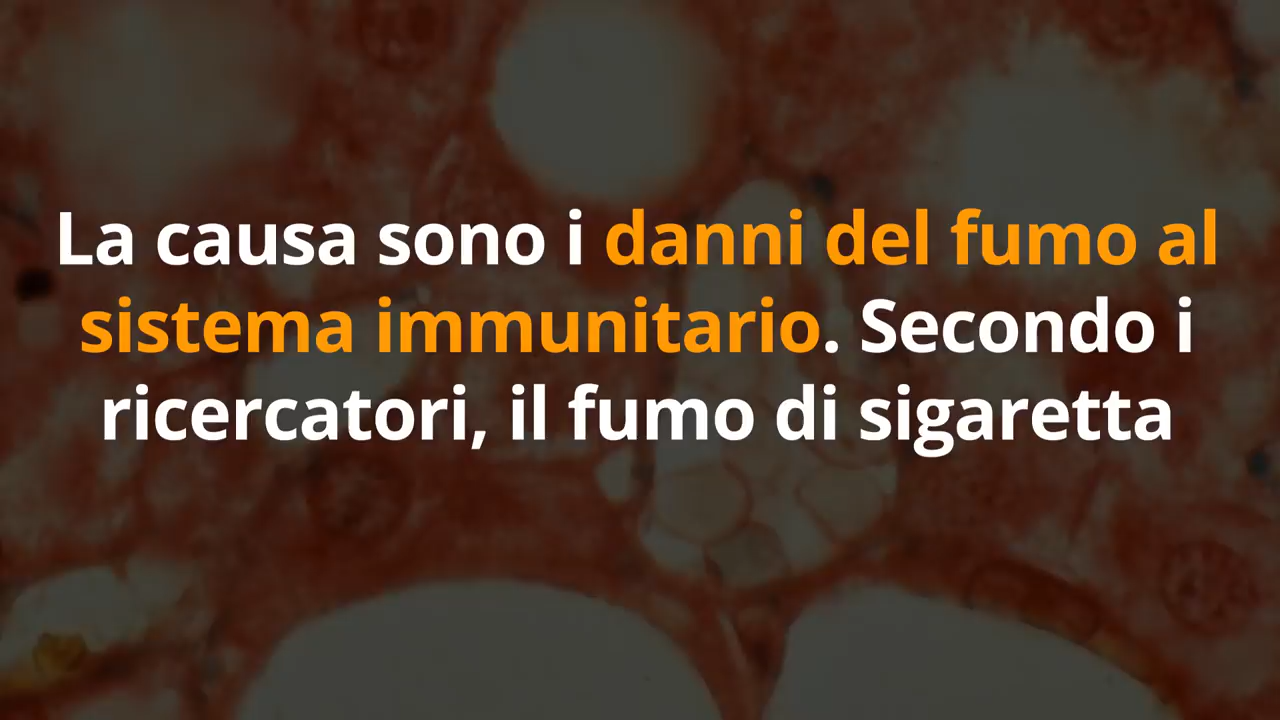 La causa sono i danni del fumo al
sistema immunitario. Secondo i
ricercatori, il fumo di sigaretta